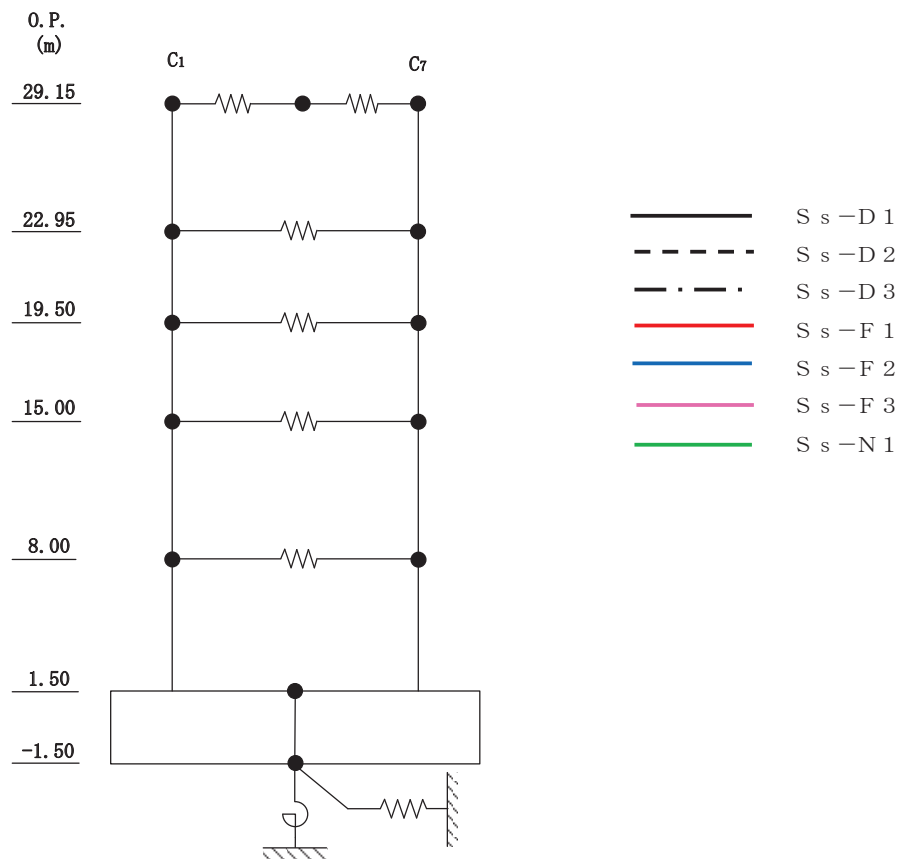 O.P.
(m)
C1
C7
29.15
22.95
19.50
15.00
8.00
1.50
-1.50
Ｓｓ－Ｄ１
Ｓｓ－Ｄ２
Ｓｓ－Ｄ３
Ｓｓ－Ｆ１
Ｓｓ－Ｆ２
Ｓｓ－Ｆ３
Ｓｓ－Ｎ１